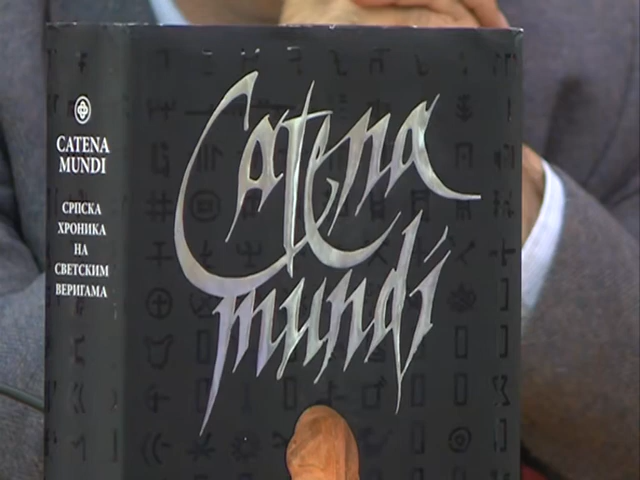 CATENA
MUNDI
СРПСКА
ХРОНИКА
НА
СВЕТСКИМ
ВЕРИГАМА
Catena
mundi